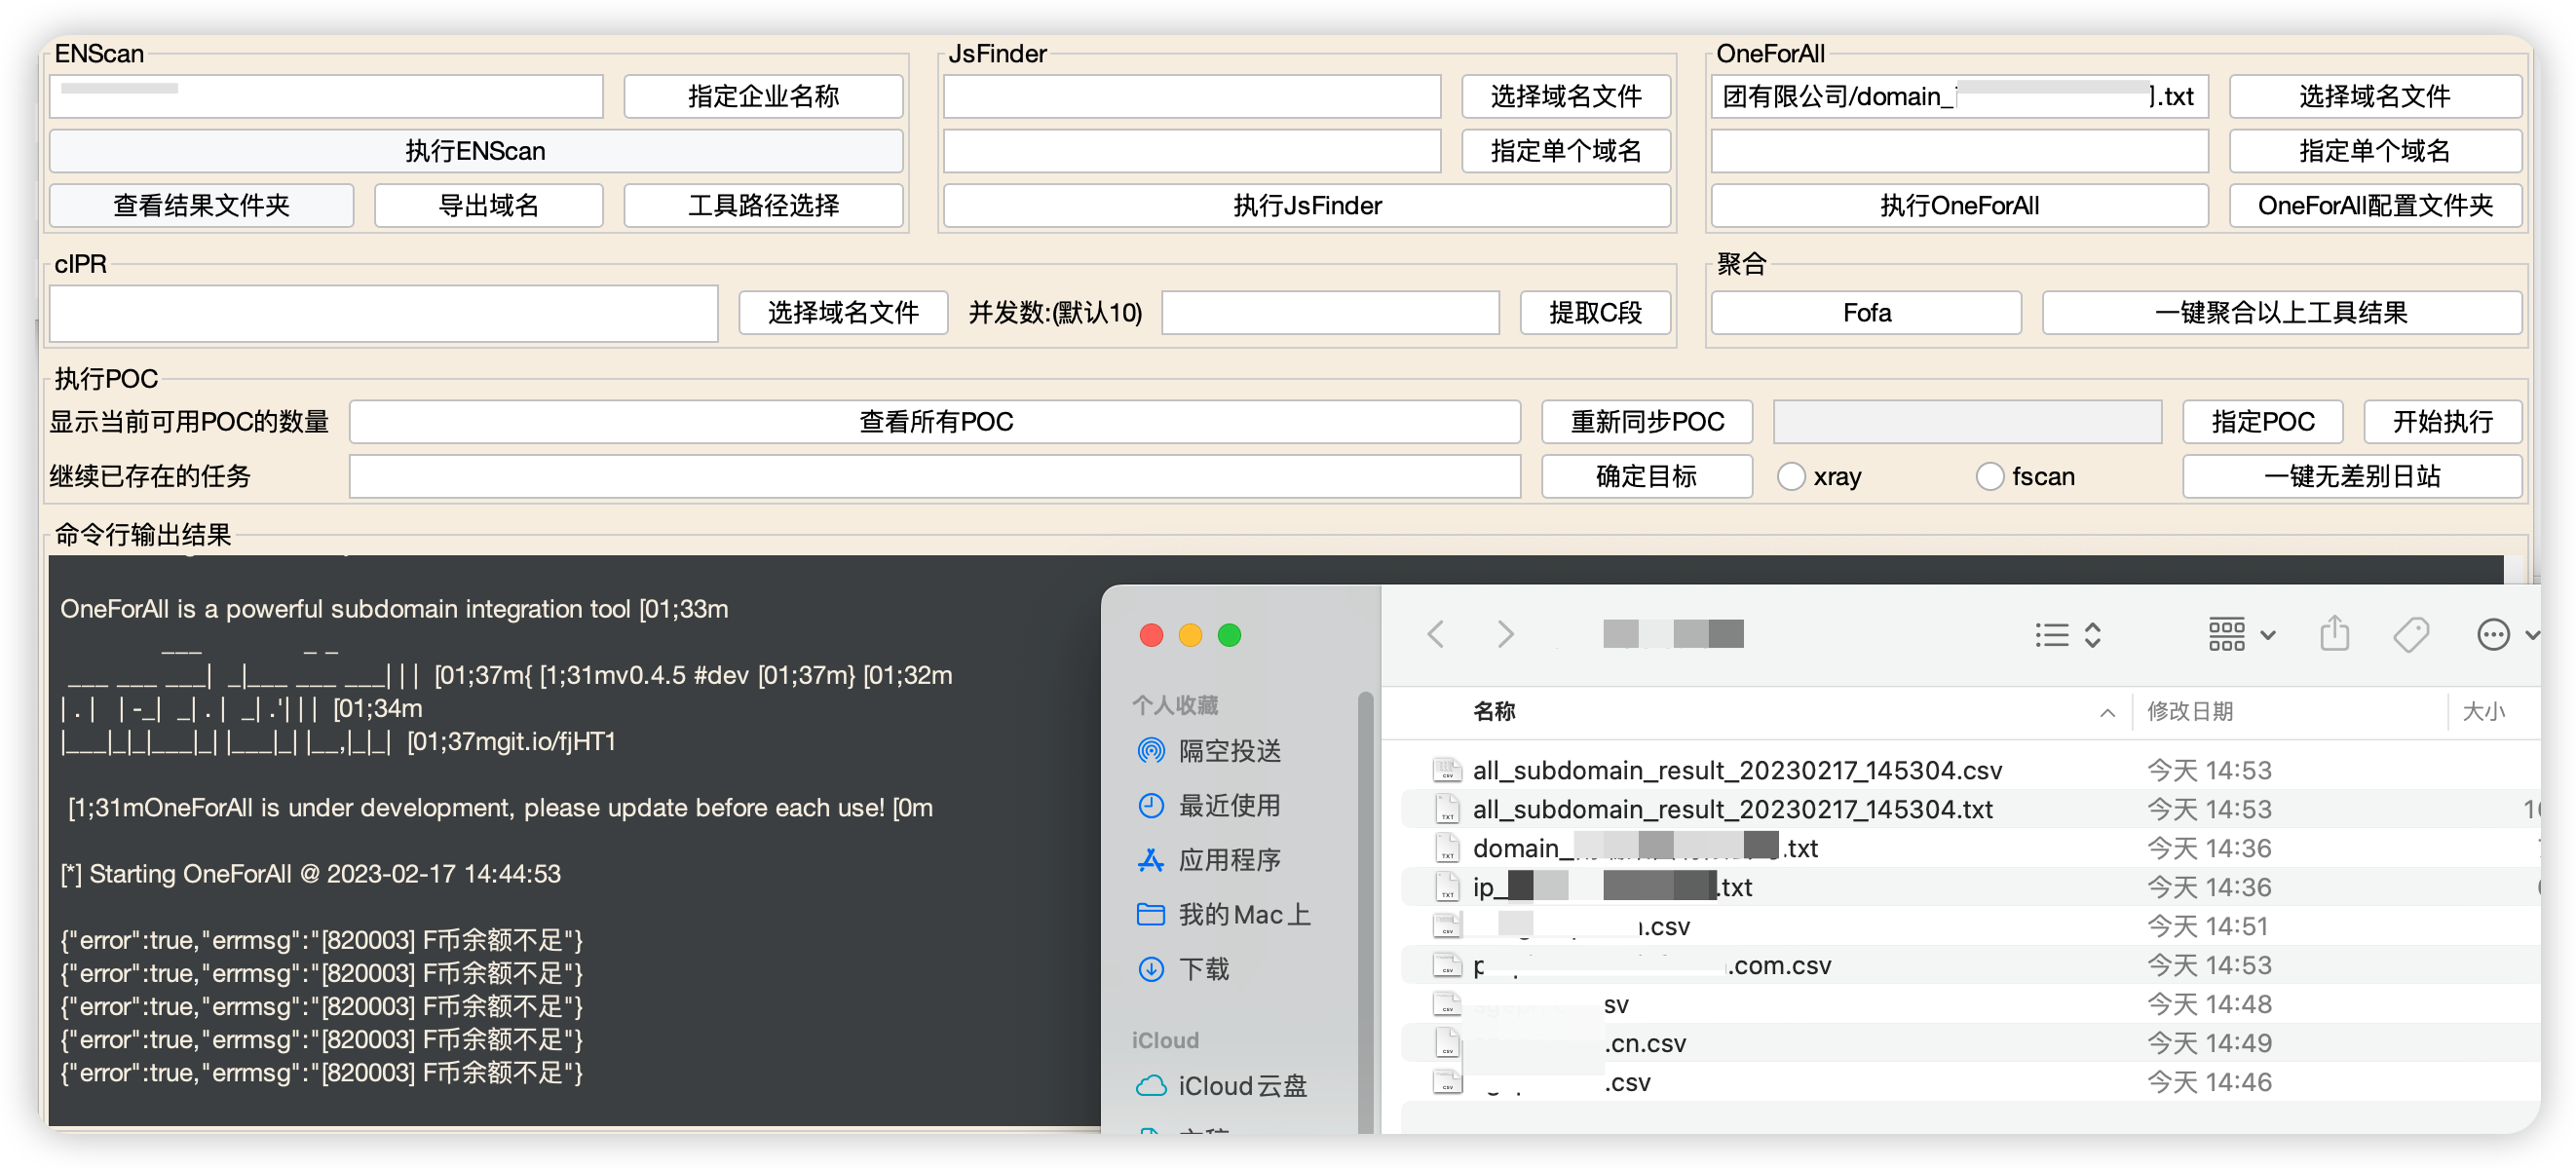 ENScan
指定企业名称
执行ENScan
查看结果文件夹 导出域名 工具路径选择
JsFinder
选择域名文件
指定单个域名
执行JsFinder
OneForAll
团有限公司/domain_ .txt 选择域名文件
指定单个域名
执行OneForAll OneForAll配置文件夹
cIPR
选择域名文件 并发数:(默认10) 提取C段
聚合
Fofa 一键聚合以上工具结果
执行POC
显示当前可用POC的数量 查看所有POC 重新同步POC 指定POC 开始执行
继续已存在的任务 确定目标 xray fscan 一键无差别日站
命令行输出结果
OneForAll is a powerful subdomain integration tool [01;33m
___ _ _
___ ___ ___| _|___ ___ ___| | | [01;37m{ [1;31mv0.4.5 #dev [01;37m} [01;32m
| . | | -_| _| . | _| .'| | | [01;34m
|___|_|_|___|_| |___|_| |__,|_|_| [01;37mgit.io/fjHT1
[1;31mOneForAll is under development, please update before each use! [0m
[*] Starting OneForAll @ 2023-02-17 14:44:53
{"error":true,"errmsg":"[820003] F币余额不足"}
{"error":true,"errmsg":"[820003] F币余额不足"}
{"error":true,"errmsg":"[820003] F币余额不足"}
{"error":true,"errmsg":"[820003] F币余额不足"}
{"error":true,"errmsg":"[820003] F币余额不足"}
个人收藏
隔空投送
最近使用
应用程序
我的Mac上
下载
iCloud
iCloud云盘
名称 修改日期 大小
all_subdomain_result_20230217_145304.csv 今天 14:53
all_subdomain_result_20230217_145304.txt 今天 14:53
domain_ .txt 今天 14:36
ip_ .txt 今天 14:36
.csv 今天 14:51
p .com.csv 今天 14:53
sv 今天 14:48
.cn.csv 今天 14:49
.csv 今天 14:46